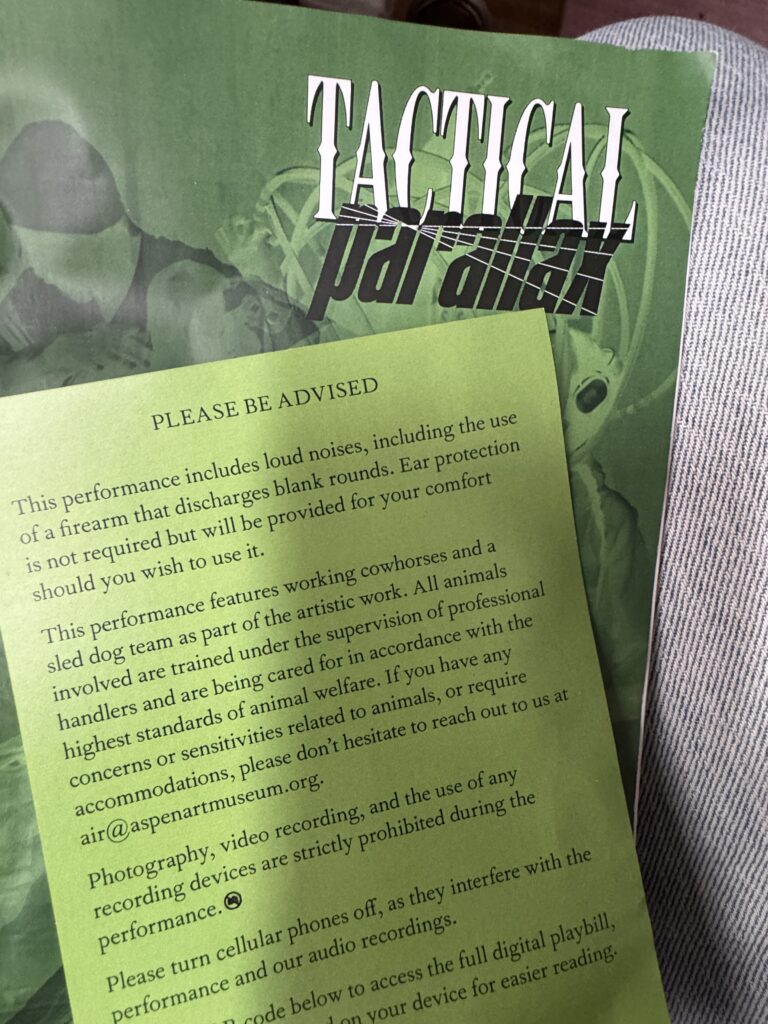 TACTICAL
parallax
PLEASE BE ADVISED
This performance includes loud noises, including the use
of a firearm that discharges blank rounds. Ear protection
is not required but will be provided for your comfort
should you wish to use it.
This performance features working cowhorses and a
sled dog team as part of the artistic work. All animals
involved are trained under the supervision of professional
handlers and are being cared for in accordance with the
highest standards of animal welfare. If you have any
concerns or sensitivities related to animals, or require
accommodations, please don't hesitate to reach out to us at
air@aspenartmuseum.org.
Photography, video recording, and the use of any
recording devices are strictly prohibited during the
performance.
Please turn cellular phones off, as they interfere with the
performance and our audio recordings.
code below to access the full digital playbill,
on your device for easier reading.